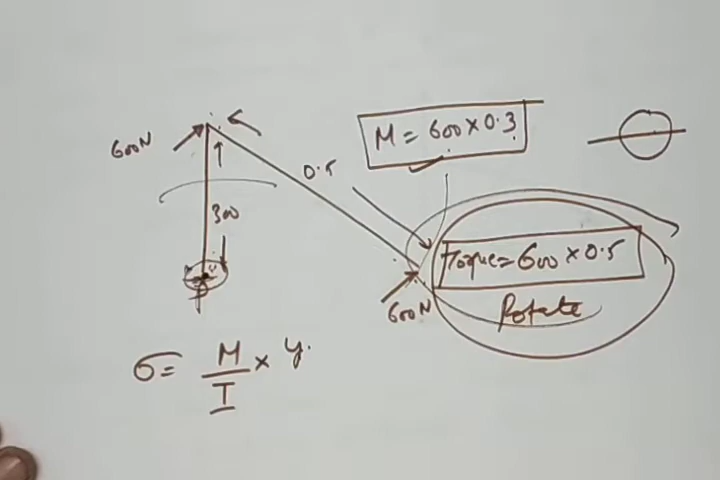 M = 600 × 0.3
600N
0.5
300
Torque = 600 × 0.5
600N
Rotate
σ = M/I × y.